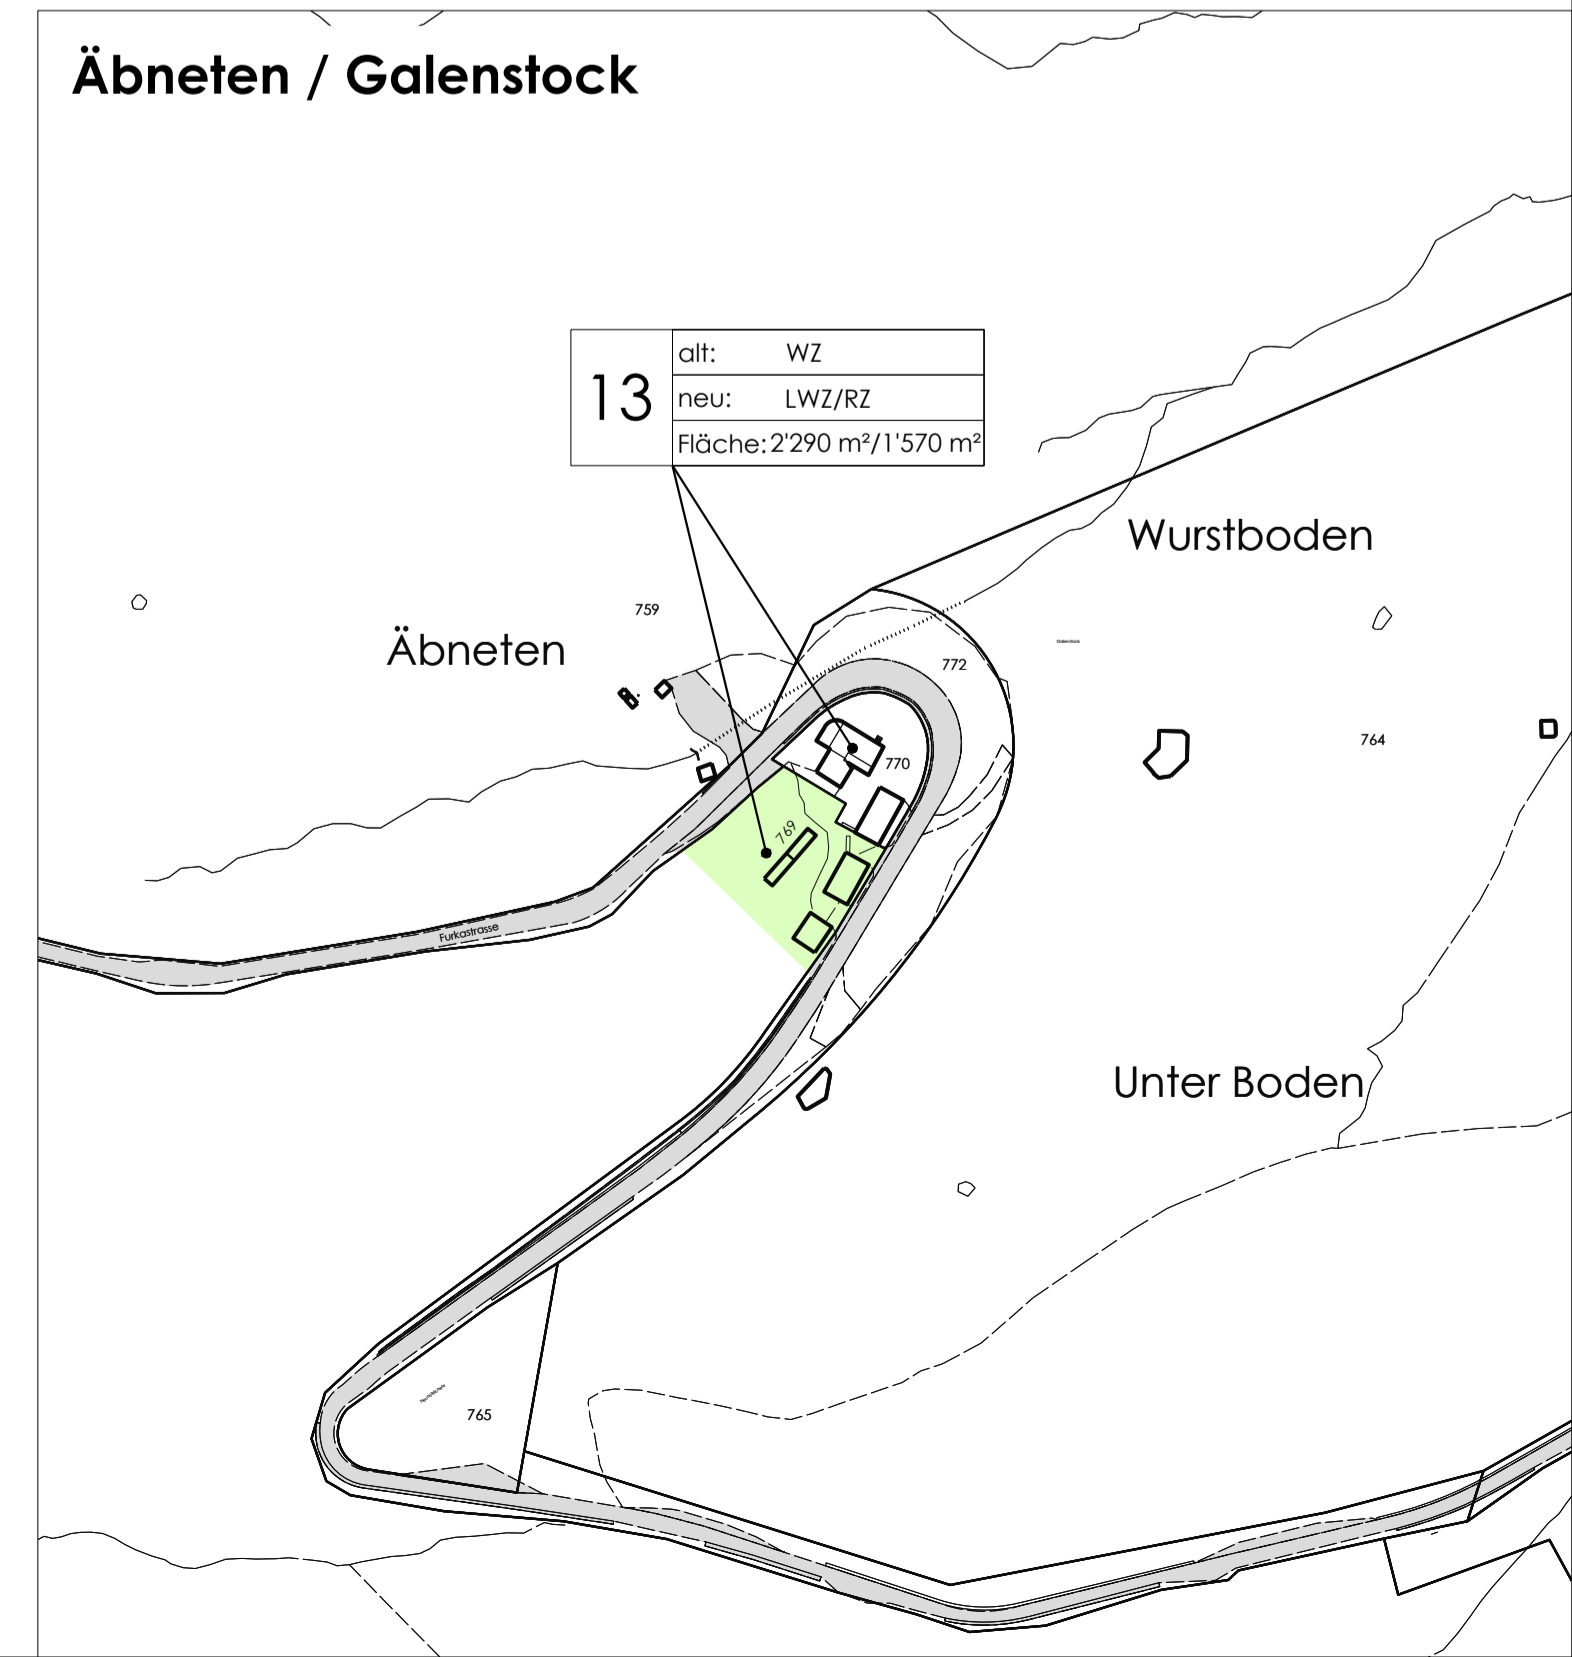 Äbneten / Galenstock
13
alt: WZ
neu: LWZ/RZ
Fläche: 2'290 m²/1'570 m²
Wurstboden
759
Äbneten
Galenstock
772
764
770
769
Furkastrasse
Unter Boden
765